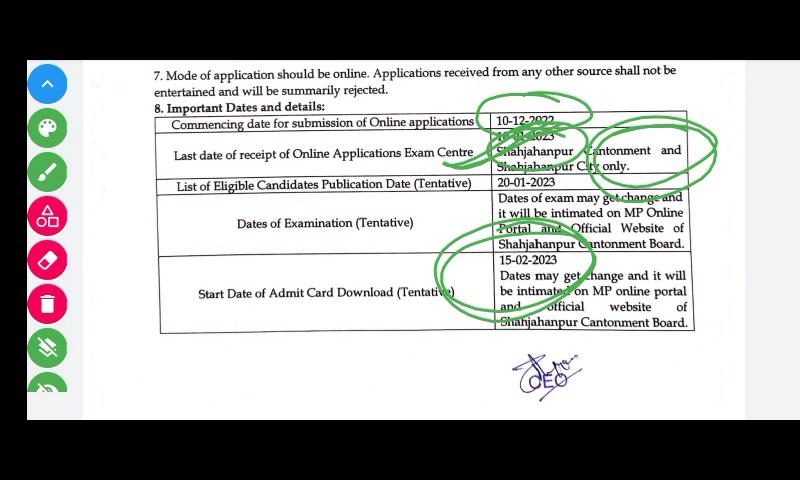 7. Mode of application should be online. Applications received from any other source shall not be
entertained and will be summarily rejected.
8. Important Dates and details:
Commencing date for submission of Online applications 10-12-2022
Last date of receipt of Online Applications Exam Centre 10-01-2023
Shahjahanpur Cantonment and
Shahjahanpur City only.
List of Eligible Candidates Publication Date (Tentative) 20-01-2023
Dates of Examination (Tentative) Dates of exam may get change and
it will be intimated on MP Online
Portal and Official Website of
Shahjahanpur Cantonment Board.
Start Date of Admit Card Download (Tentative) 15-02-2023
Dates may get change and it will
be intimated on MP online portal
and official website of
Shahjahanpur Cantonment Board.
CEO